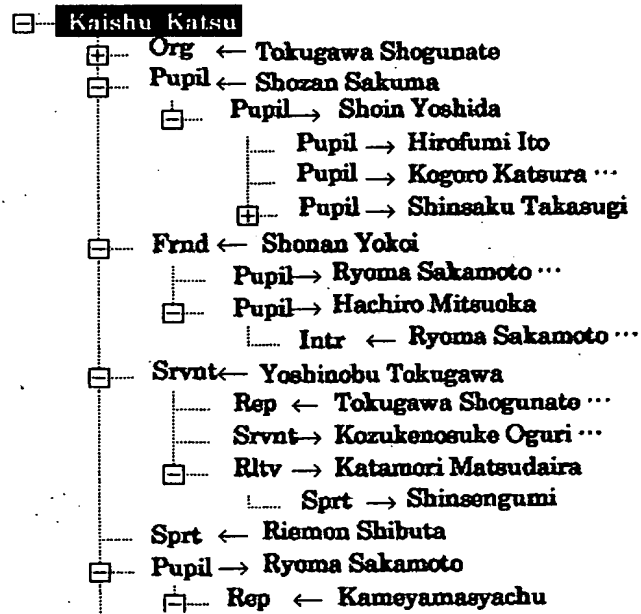 Kaishu Katsu
Org ← Tokugawa Shogunate
Pupil ← Shozan Sakuma
Pupil → Shoin Yoshida
Pupil → Hirofumi Ito
Pupil → Kogoro Katsura ···
Pupil → Shinsaku Takasugi
Frnd ← Shonan Yokoi
Pupil → Ryoma Sakamoto ···
Pupil → Hachiro Mitsuoka
Intr ← Ryoma Sakamoto ···
Srvnt ← Yoshinobu Tokugawa
Rep ← Tokugawa Shogunate ···
Srvnt → Kozukenosuke Oguri ···
Rltv → Katamori Matsudaira
Sprt → Shinsengumi
Sprt ← Riemon Shibuta
Pupil → Ryoma Sakamoto
Rep ← Kameyamasyachu